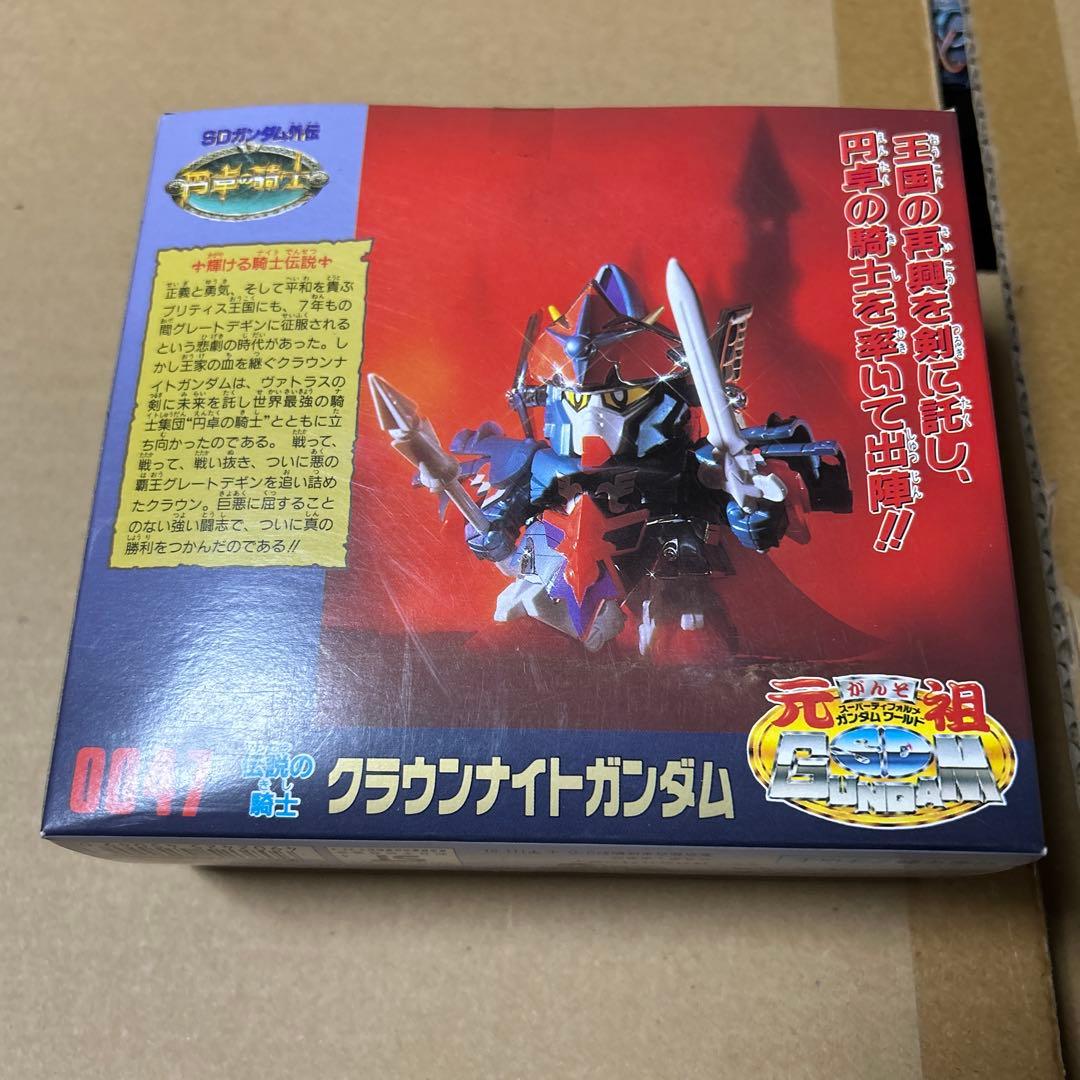 SDガンダム外伝
円卓の騎士
輝ける騎士伝説
正義と勇気、そして平和を貴ぶ
ブリティス王国にも、7年もの
間グレートデギンに征服される
という悲劇の時代があった。し
かし王家の血を継ぐクラウンナ
イトガンダムは、ヴァトラスの
剣に未来を託し世界最強の騎
士集団“円卓の騎士”とともに立
ち向かったのである。戦って、
戦って、戦い抜き、ついに悪の
覇王グレートデギンを追い詰め
たクラウン。巨悪に屈すること
のない強い闘志で、ついに真の
勝利をつかんだのである!!
王国の再興を剣に託し、
円卓の騎士を率いて出陣!!
元祖
がんそ
スーパーディフォルメ
ガンダムワールド
SD
GUNDAM
0047
伝説の
騎士
クラウンナイトガンダム